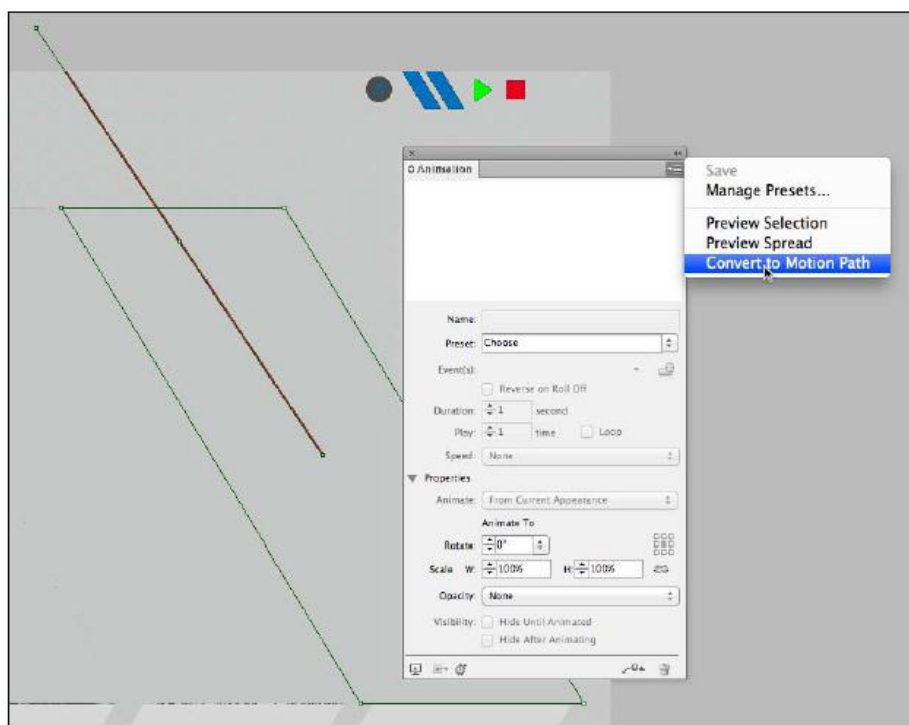 Animation
Save
Manage Presets...
Preview Selection
Preview Spread
Convert to Motion Path
Name:
Preset: Choose
Event(s):
Reverse on Roll Off
Duration: 1 second
Play: 1 time Loop
Speed: None
Properties
Animate: From Current Appearance
Animate To
Rotate: 0°
Scale W: 100% H: 100%
Opacity: None
Visibility: Hide Until Animated
Hide After Animating